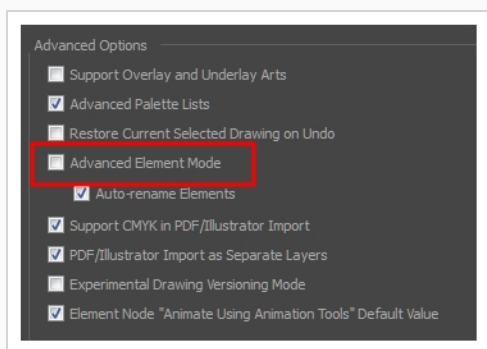 Advanced Options
Support Overlay and Underlay Arts
Advanced Palette Lists
Restore Current Selected Drawing on Undo
Advanced Element Mode
Auto-rename Elements
Support CMYK in PDF/Illustrator Import
PDF/Illustrator Import as Separate Layers
Experimental Drawing Versioning Mode
Element Node "Animate Using Animation Tools" Default Value